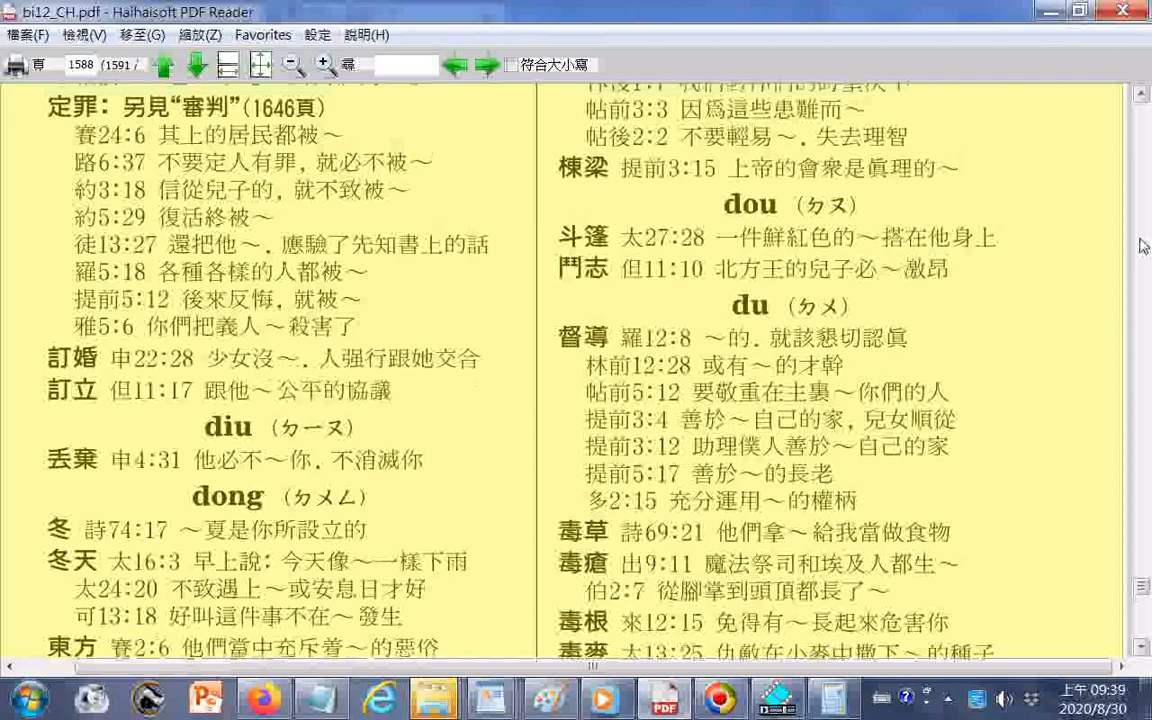 bi12_CH.pdf - Haihaisoft PDF Reader
檔案(F) 檢視(V) 移至(G) 縮放(Z) Favorites 設定 說明(H)
頁 1588 (1591 / 尋 符合大小寫
定罪：另見“審判”(1646頁)
賽24:6 其上的居民都被～
路6:37 不要定人有罪，就必不被～
約3:18 信從兒子的，就不致被～
約5:29 復活終被～
徒13:27 還把他～，應驗了先知書上的話
羅5:18 各種各樣的人都被～
提前5:12 後來反悔，就被～
雅5:6 你們把義人～殺害了
訂婚 申22:28 少女沒～，人强行跟她交合
訂立 但11:17 跟他～公平的協議
diu (ㄉㄧㄡ)
丢棄 申4:31 他必不～你，不消滅你
dong (ㄉㄨㄥ)
冬 詩74:17 ～夏是你所設立的
冬天 太16:3 早上說：今天像～一樣下雨
太24:20 不致遇上～或安息日才好
可13:18 好叫這件事不在～發生
東方 賽2:6 他們當中充斥着～的惡俗
帖前3:3 因爲這些患難而～
帖後2:2 不要輕易～，失去理智
棟梁 提前3:15 上帝的會衆是眞理的～
dou (ㄉㄡ)
斗篷 太27:28 一件鮮紅色的～搭在他身上
鬥志 但11:10 北方王的兒子必～激昂
du (ㄉㄨ)
督導 羅12:8 ～的，就該懇切認眞
林前12:28 或有～的才幹
帖前5:12 要敬重在主裏～你們的人
提前3:4 善於～自己的家，兒女順從
提前3:12 助理僕人善於～自己的家
提前5:17 善於～的長老
多2:15 充分運用～的權柄
毒草 詩69:21 他們拿～給我當做食物
毒瘡 出9:11 魔法祭司和埃及人都生～
伯2:7 從腳掌到頭頂都長了～
毒根 來12:15 免得有～長起來危害你
毒麥 太13:25 仇敵在小麥中撒下～的種子
上午 09:39
2020/8/30